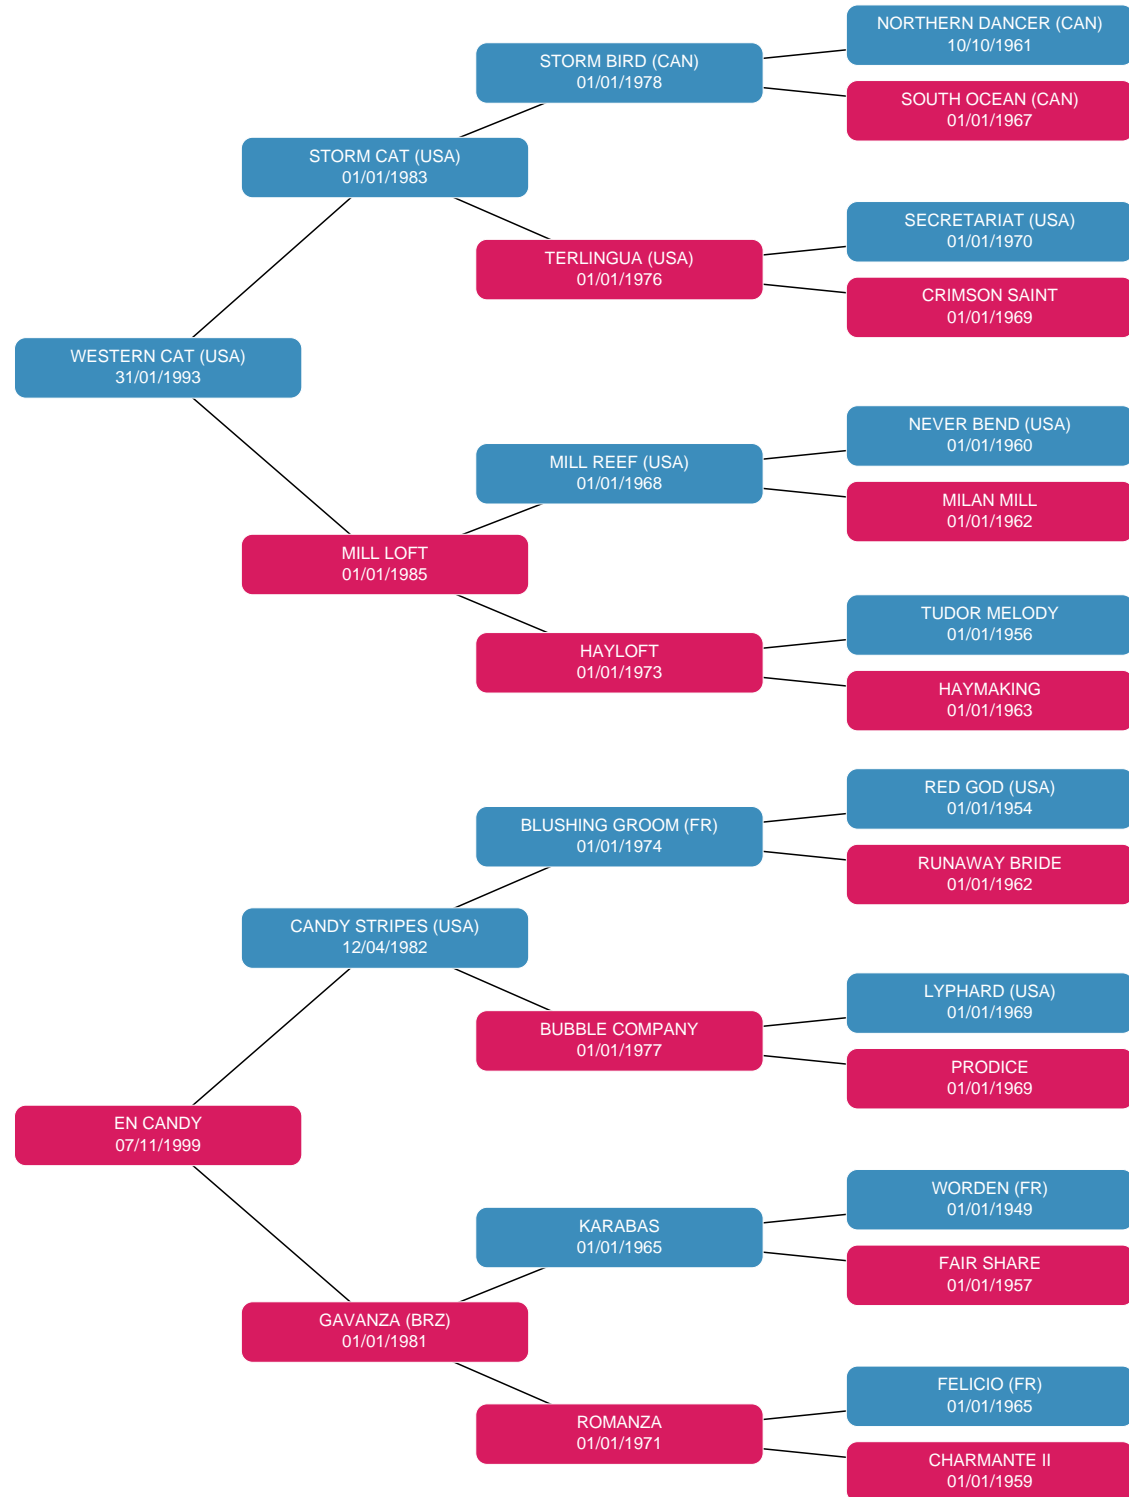 NORTHERN DANCER (CAN)
10/10/1961
STORM BIRD (CAN)
01/01/1978
SOUTH OCEAN (CAN)
01/01/1967
STORM CAT (USA)
01/01/1983
SECRETARIAT (USA)
01/01/1970
TERLINGUA (USA)
01/01/1976
CRIMSON SAINT
01/01/1969
WESTERN CAT (USA)
31/01/1993
NEVER BEND (USA)
01/01/1960
MILL REEF (USA)
01/01/1968
MILAN MILL
01/01/1962
MILL LOFT
01/01/1985
TUDOR MELODY
01/01/1956
HAYLOFT
01/01/1973
HAYMAKING
01/01/1963
RED GOD (USA)
01/01/1954
BLUSHING GROOM (FR)
01/01/1974
RUNAWAY BRIDE
01/01/1962
CANDY STRIPES (USA)
12/04/1982
LYPHARD (USA)
01/01/1969
BUBBLE COMPANY
01/01/1977
PRODICE
01/01/1969
EN CANDY
07/11/1999
WORDEN (FR)
01/01/1949
KARABAS
01/01/1965
FAIR SHARE
01/01/1957
GAVANZA (BRZ)
01/01/1981
FELICIO (FR)
01/01/1965
ROMANZA
01/01/1971
CHARMANTE II
01/01/1959